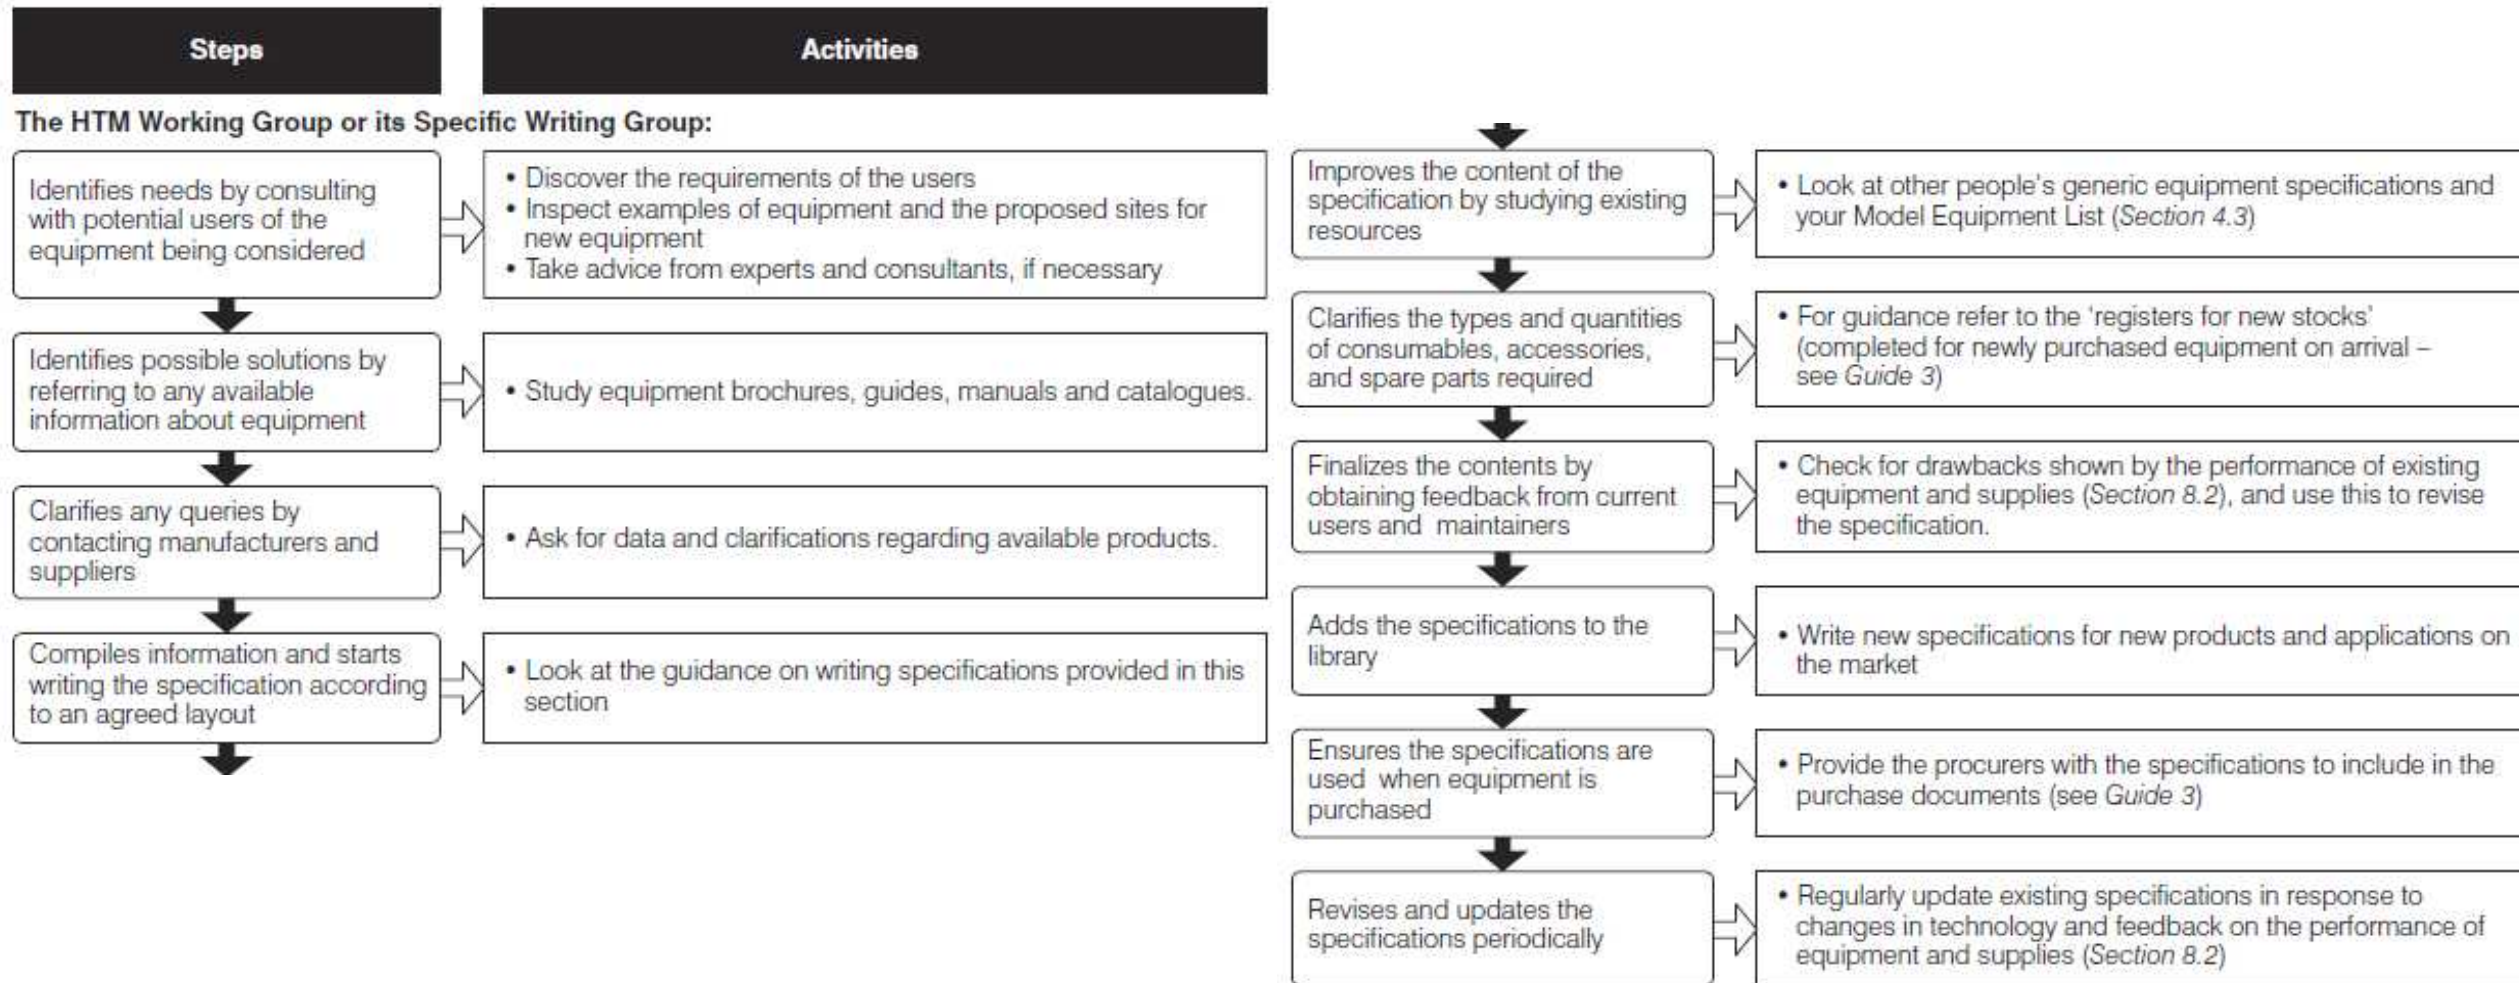 Steps
Activities
The HTM Working Group or its Specific Writing Group:
Identifies needs by consulting
with potential users of the
equipment being considered
• Discover the requirements of the users
• Inspect examples of equipment and the proposed sites for
new equipment
• Take advice from experts and consultants, if necessary
Identifies possible solutions by
referring to any available
information about equipment
• Study equipment brochures, guides, manuals and catalogues.
Clarifies any queries by
contacting manufacturers and
suppliers
• Ask for data and clarifications regarding available products.
Compiles information and starts
writing the specification according
to an agreed layout
• Look at the guidance on writing specifications provided in this
section
Improves the content of the
specification by studying existing
resources
• Look at other people's generic equipment specifications and
your Model Equipment List (Section 4.3)
Clarifies the types and quantities
of consumables, accessories,
and spare parts required
• For guidance refer to the 'registers for new stocks'
(completed for newly purchased equipment on arrival –
see Guide 3)
Finalizes the contents by
obtaining feedback from current
users and maintainers
• Check for drawbacks shown by the performance of existing
equipment and supplies (Section 8.2), and use this to revise
the specification.
Adds the specifications to the
library
• Write new specifications for new products and applications on
the market
Ensures the specifications are
used when equipment is
purchased
• Provide the procurers with the specifications to include in the
purchase documents (see Guide 3)
Revises and updates the
specifications periodically
• Regularly update existing specifications in response to
changes in technology and feedback on the performance of
equipment and supplies (Section 8.2)